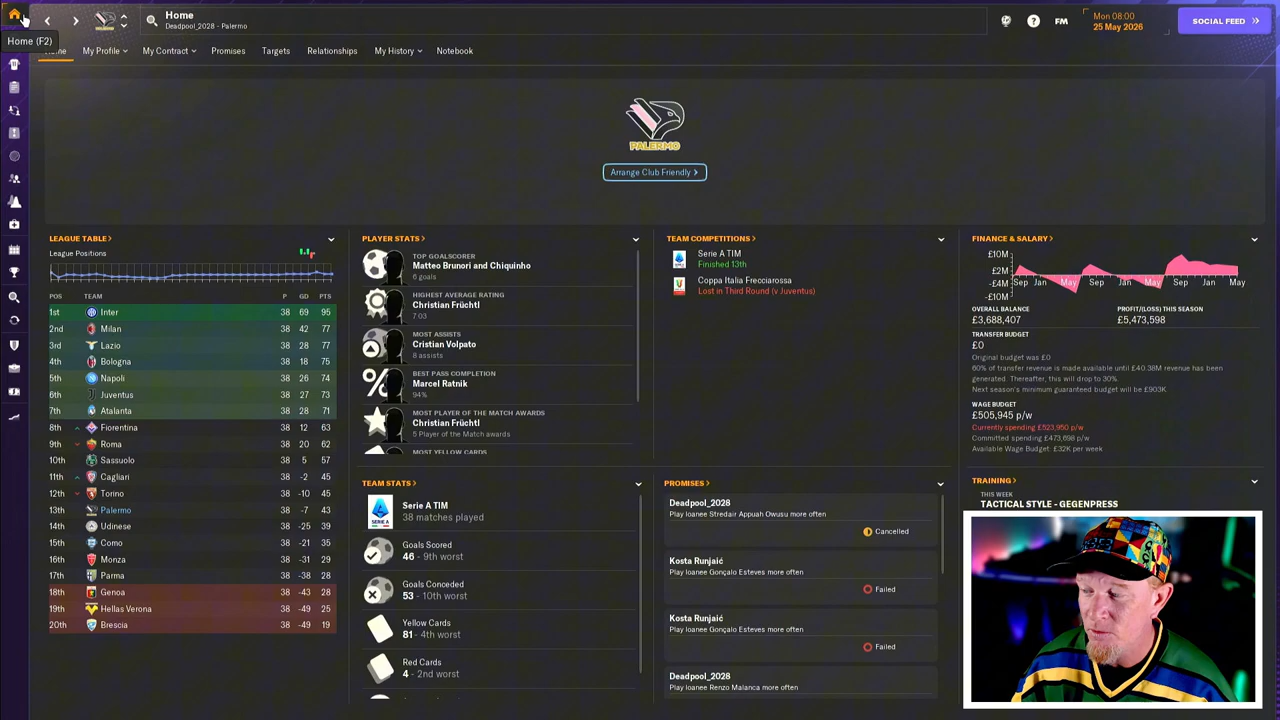 Home
Deadpool_2028 - Palermo
FM
Mon 08:00
25 May 2026
SOCIAL FEED
Home (F2)
My Profile
My Contract
Promises
Targets
Relationships
My History
Notebook
PALERMO
Arrange Club Friendly
LEAGUE TABLE
League Positions
POS TEAM P GD PTS
1st Inter 38 69 95
2nd Milan 38 42 77
3rd Lazio 38 28 77
4th Bologna 38 18 75
5th Napoli 38 26 74
6th Juventus 38 27 73
7th Atalanta 38 28 71
8th Fiorentina 38 12 63
9th Roma 38 20 62
10th Sassuolo 38 5 57
11th Cagliari 38 -2 45
12th Torino 38 -10 45
13th Palermo 38 -7 43
14th Udinese 38 -25 39
15th Como 38 -21 35
16th Monza 38 -31 29
17th Parma 38 -38 28
18th Genoa 38 -43 28
19th Hellas Verona 38 -49 25
20th Brescia 38 -49 19
PLAYER STATS
TOP GOALSCORER
Matteo Brunori and Chiquinho
6 goals
HIGHEST AVERAGE RATING
Christian Früchtl
7.03
MOST ASSISTS
Cristian Volpato
8 assists
BEST PASS COMPLETION
Marcel Ratnik
94%
MOST PLAYER OF THE MATCH AWARDS
Christian Früchtl
5 Player of the Match awards
MOST YELLOW CARDS
TEAM STATS
SERIE A
Serie A TIM
38 matches played
Goals Scored
46 - 9th worst
Goals Conceded
53 - 10th worst
Yellow Cards
81 - 4th worst
Red Cards
4 - 2nd worst
TEAM COMPETITIONS
Serie A TIM
Finished 13th
Coppa Italia Frecciarossa
Lost in Third Round (v Juventus)
PROMISES
Deadpool_2028
Play loanee Stredair Appuah Owusu more often
Cancelled
Kosta Runjaić
Play loanee Gonçalo Esteves more often
Failed
Kosta Runjaić
Play loanee Gonçalo Esteves more often
Failed
Deadpool_2028
Play loanee Renzo Malanca more often
FINANCE & SALARY
£10M
£2M
-£4M
-£10M
Sep Jan May Sep Jan May Sep Jan May
OVERALL BALANCE
£3,688,407
PROFIT/(LOSS) THIS SEASON
£5,473,598
TRANSFER BUDGET
£0
Original budget was £0
60% of transfer revenue is made available until £40.38M revenue has been
generated. Thereafter, this will drop to 30%.
Next season's minimum guaranteed budget will be £903K
WAGE BUDGET
£505,945 p/w
Currently spending £523,950 p/w
Committed spending £473,698 p/w
Available Wage Budget £32K per week
TRAINING
THIS WEEK
TACTICAL STYLE - GEGENPRESS